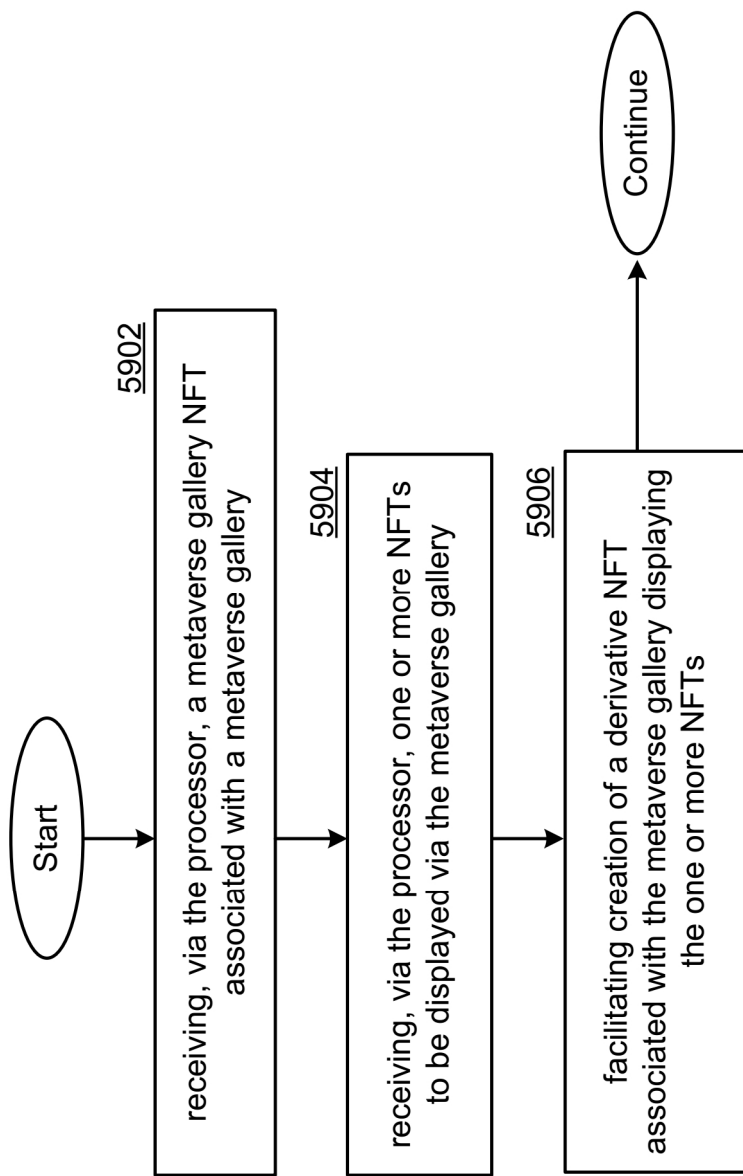 Start
5902
receiving, via the processor, a metaverse gallery NFT
associated with a metaverse gallery
5904
receiving, via the processor, one or more NFTs
to be displayed via the metaverse gallery
5906
facilitating creation of a derivative NFT
associated with the metaverse gallery displaying
the one or more NFTs
Continue